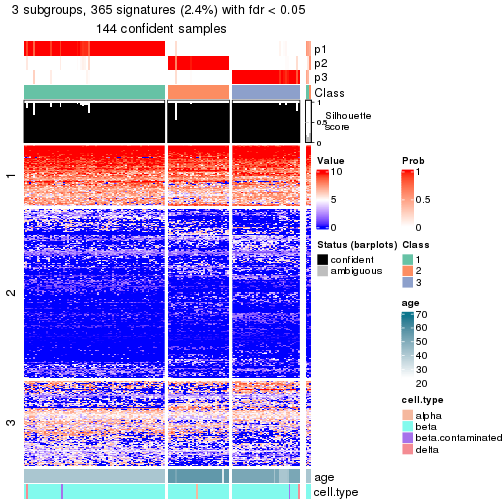 3 subgroups, 365 signatures (2.4%) with fdr < 0.05
144 confident samples
p1
p2
p3
Class
1
0.5
0
Silhouette
score
1
2
3
age
cell.type
Value
10
5
0
Prob
1
0.5
0
Status (barplots)
confident
ambiguous
Class
1
2
3
age
70
60
50
40
30
20
cell.type
alpha
beta
beta.contaminated
delta